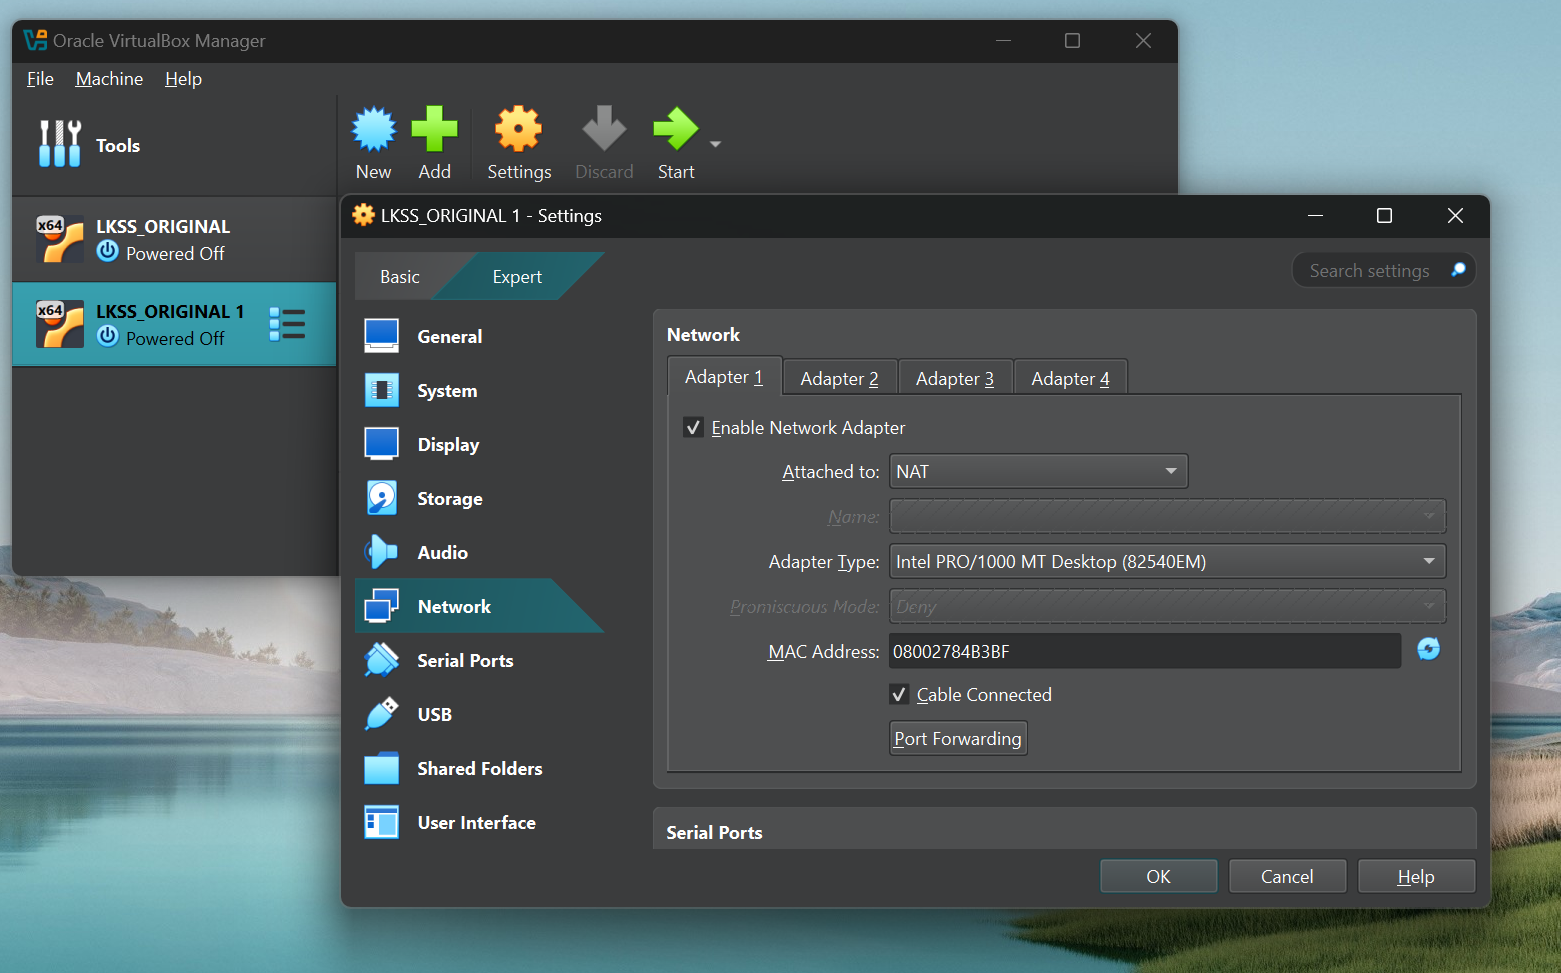 Oracle VirtualBox Manager
File Machine Help
Tools
New Add Settings Discard Start
x64 LKSS_ORIGINAL
Powered Off
x64 LKSS_ORIGINAL 1
Powered Off
LKSS_ORIGINAL 1 - Settings
Basic Expert
Search settings
General
System
Display
Storage
Audio
Network
Serial Ports
USB
Shared Folders
User Interface
Network
Adapter 1 Adapter 2 Adapter 3 Adapter 4
Enable Network Adapter
Attached to: NAT
Name:
Adapter Type: Intel PRO/1000 MT Desktop (82540EM)
Promiscuous Mode: Deny
MAC Address: 08002784B3BF
Cable Connected
Port Forwarding
Serial Ports
OK Cancel Help